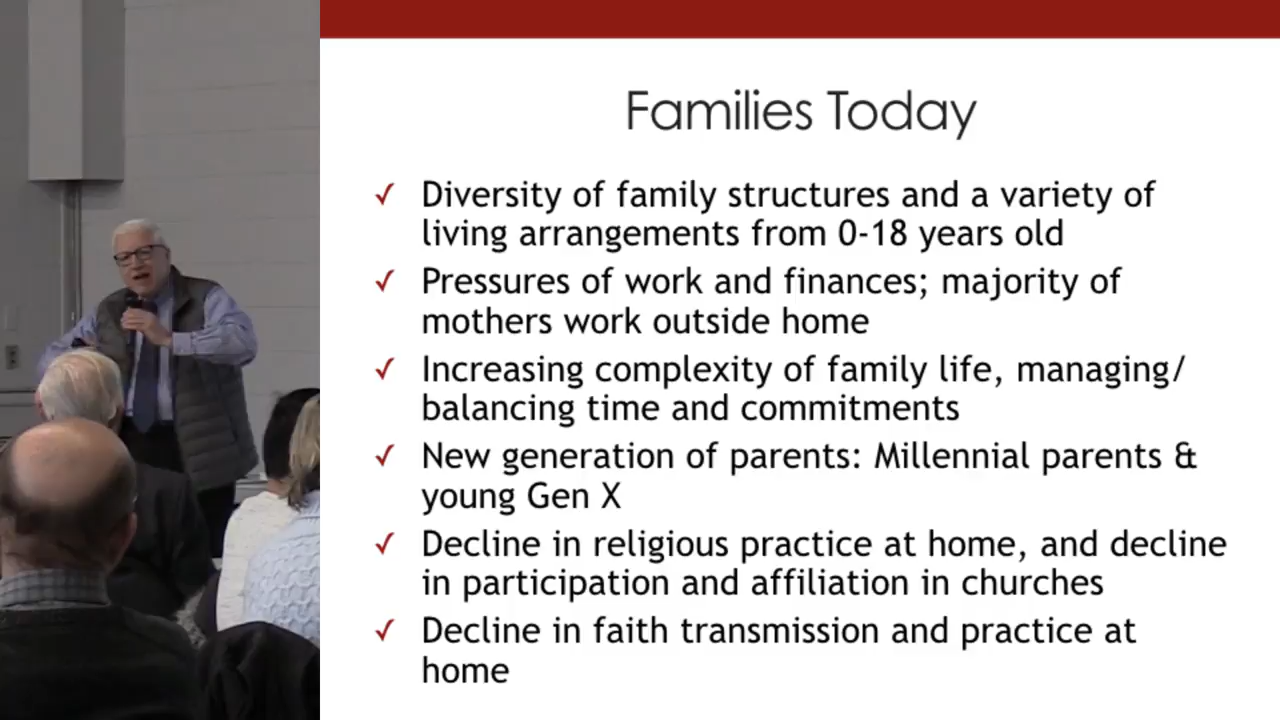 Families Today
✓ Diversity of family structures and a variety of
living arrangements from 0-18 years old
✓ Pressures of work and finances; majority of
mothers work outside home
✓ Increasing complexity of family life, managing/
balancing time and commitments
✓ New generation of parents: Millennial parents &
young Gen X
✓ Decline in religious practice at home, and decline
in participation and affiliation in churches
✓ Decline in faith transmission and practice at
home